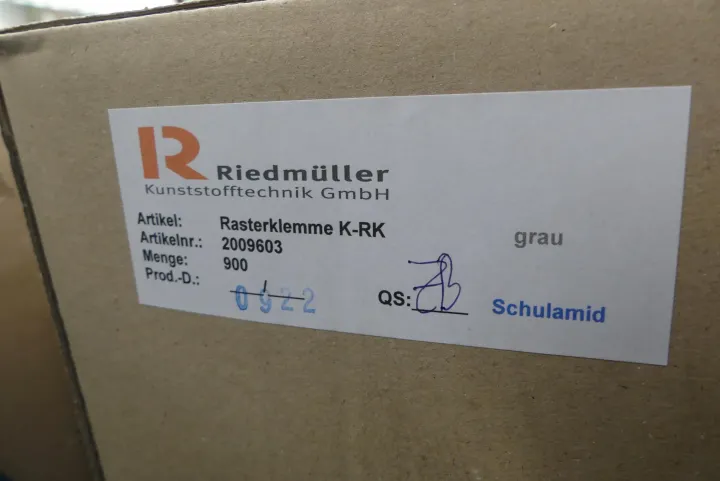 R Riedmüller
Kunststofftechnik GmbH
Artikel: Rasterklemme K-RK grau
Artikelnr.: 2009603
Menge: 900
Prod.-D.: 0922
QS: Schulamid